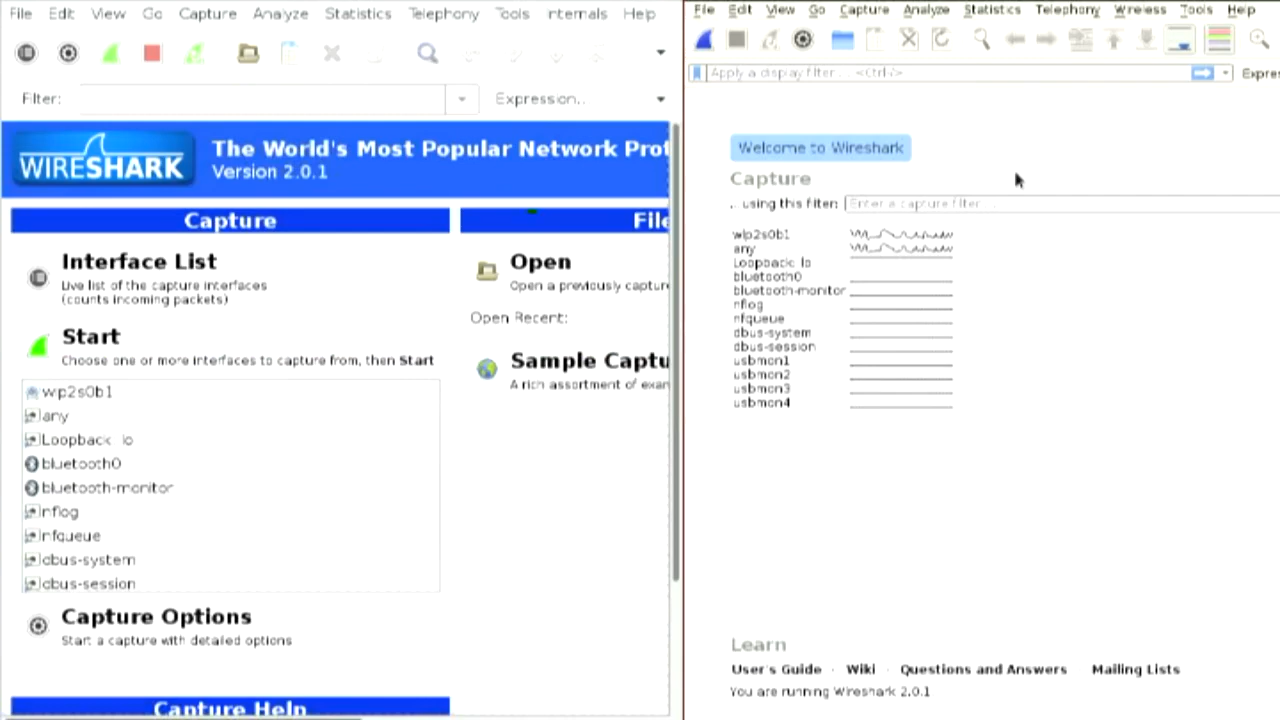 File Edit View Go Capture Analyze Statistics Telephony Tools Internals Help
Filter:
Expression...
WIRESHARK
The World's Most Popular Network Prot
Version 2.0.1
Capture
File
Interface List
Live list of the capture interfaces
(counts incoming packets)
Start
Choose one or more interfaces to capture from, then Start
wlp2s0b1
any
Loopback: lo
bluetooth0
bluetooth-monitor
nflog
nfqueue
dbus-system
dbus-session
Capture Options
Start a capture with detailed options
Capture Help
Open
Open a previously captur
Open Recent:
Sample Captu
A rich assortment of exam
File Edit View Go Capture Analyze Statistics Telephony Wireless Tools Help
Apply a display filter ... <Ctrl-/>
Expres
Welcome to Wireshark
Capture
...using this filter:
Enter a capture filter ...
wlp2s0b1
any
Loopback: lo
bluetooth0
bluetooth-monitor
nflog
nfqueue
dbus-system
dbus-session
usbmon1
usbmon2
usbmon3
usbmon4
Learn
User's Guide · Wiki · Questions and Answers · Mailing Lists
You are running Wireshark 2.0.1